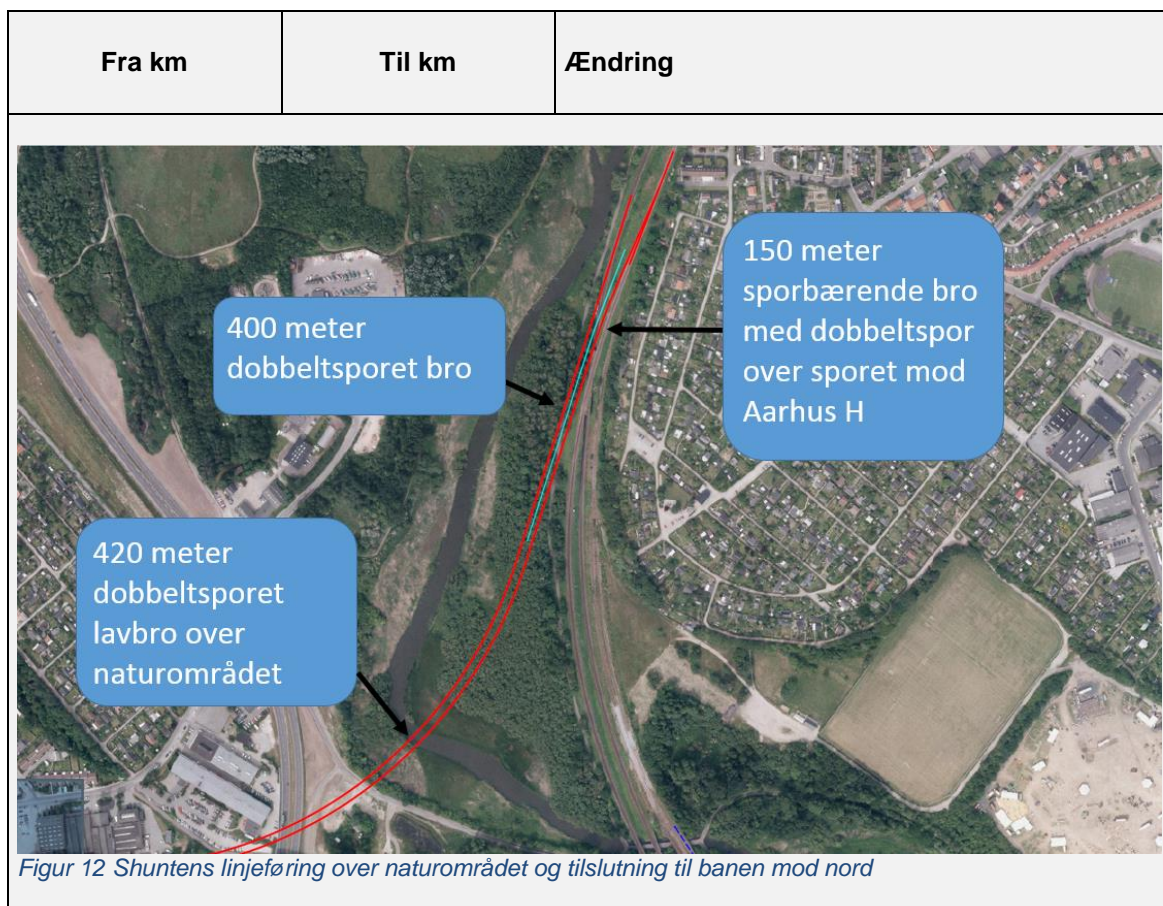 Fra km
Til km
Ændring
400 meter
dobbeltsporet bro
150 meter
sporbærende bro
med dobbeltspor
over sporet mod
Aarhus H
420 meter
dobbeltsporet
lavbro over
naturområdet
Figur 12 Shuntens linjeføring over naturområdet og tilslutning til banen mod nord